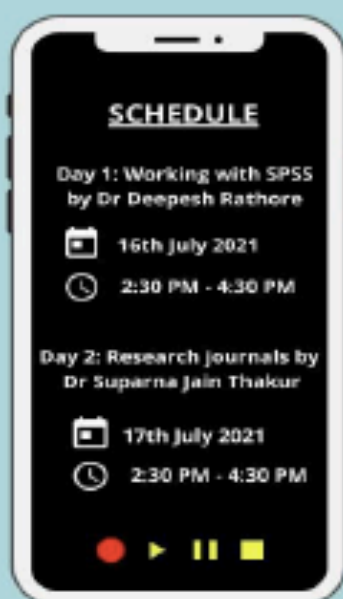 SCHEDULE
Day 1: Working with SPSS
by Dr Deepesh Rathore
16th July 2021
2:30 PM - 4:30 PM
Day 2: Research journals by
Dr Suparna Jain Thakur
17th July 2021
2:30 PM - 4:30 PM